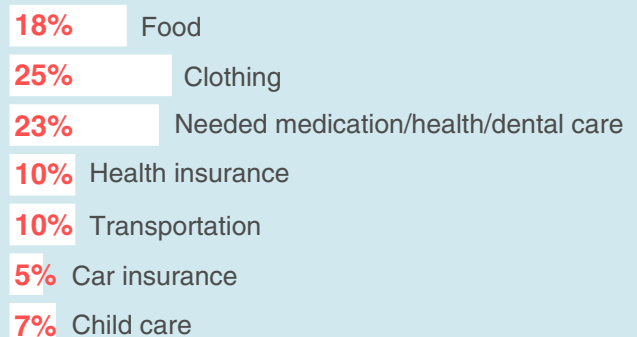 18% Food
25% Clothing
23% Needed medication/health/dental care
10% Health insurance
10% Transportation
5% Car insurance
7% Child care